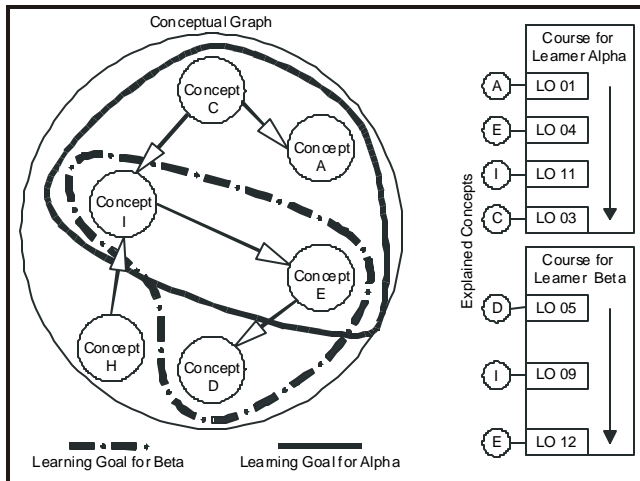 Conceptual Graph
Concept
C
Concept
A
Concept
I
Concept
E
Concept
H
Concept
D
Learning Goal for Beta
Learning Goal for Alpha
Explained Concepts
Course for
Learner Alpha
A
LO 01
E
LO 04
I
LO 11
C
LO 03
Course for
Learner Beta
D
LO 05
I
LO 09
E
LO 12